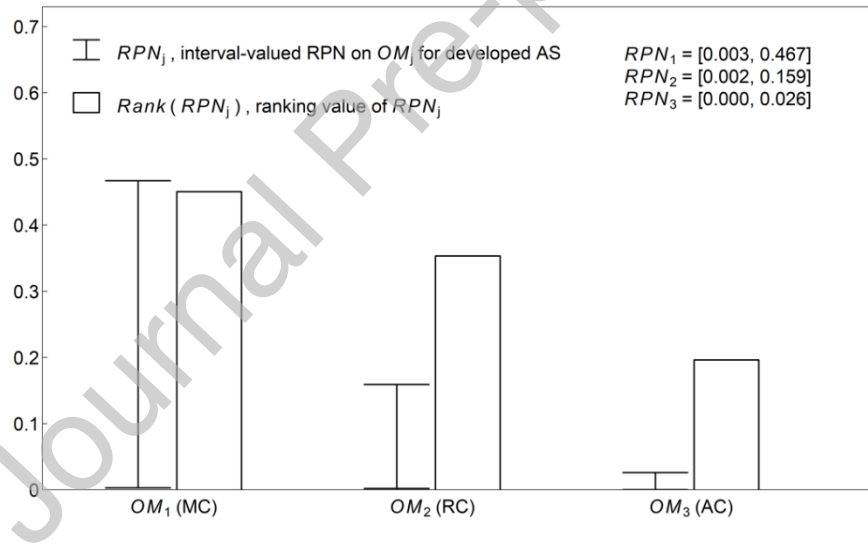 0.7
RPNj , interval-valued RPN on OMj for developed AS
RPN1 = [0.003, 0.467]
RPN2 = [0.002, 0.159]
RPN3 = [0.000, 0.026]
0.6
Rank ( RPNj ) , ranking value of RPNj
0.5
0.4
0.3
0.2
0.1
0
OM1 (MC)
OM2 (RC)
OM3 (AC)
Journal Pre-p